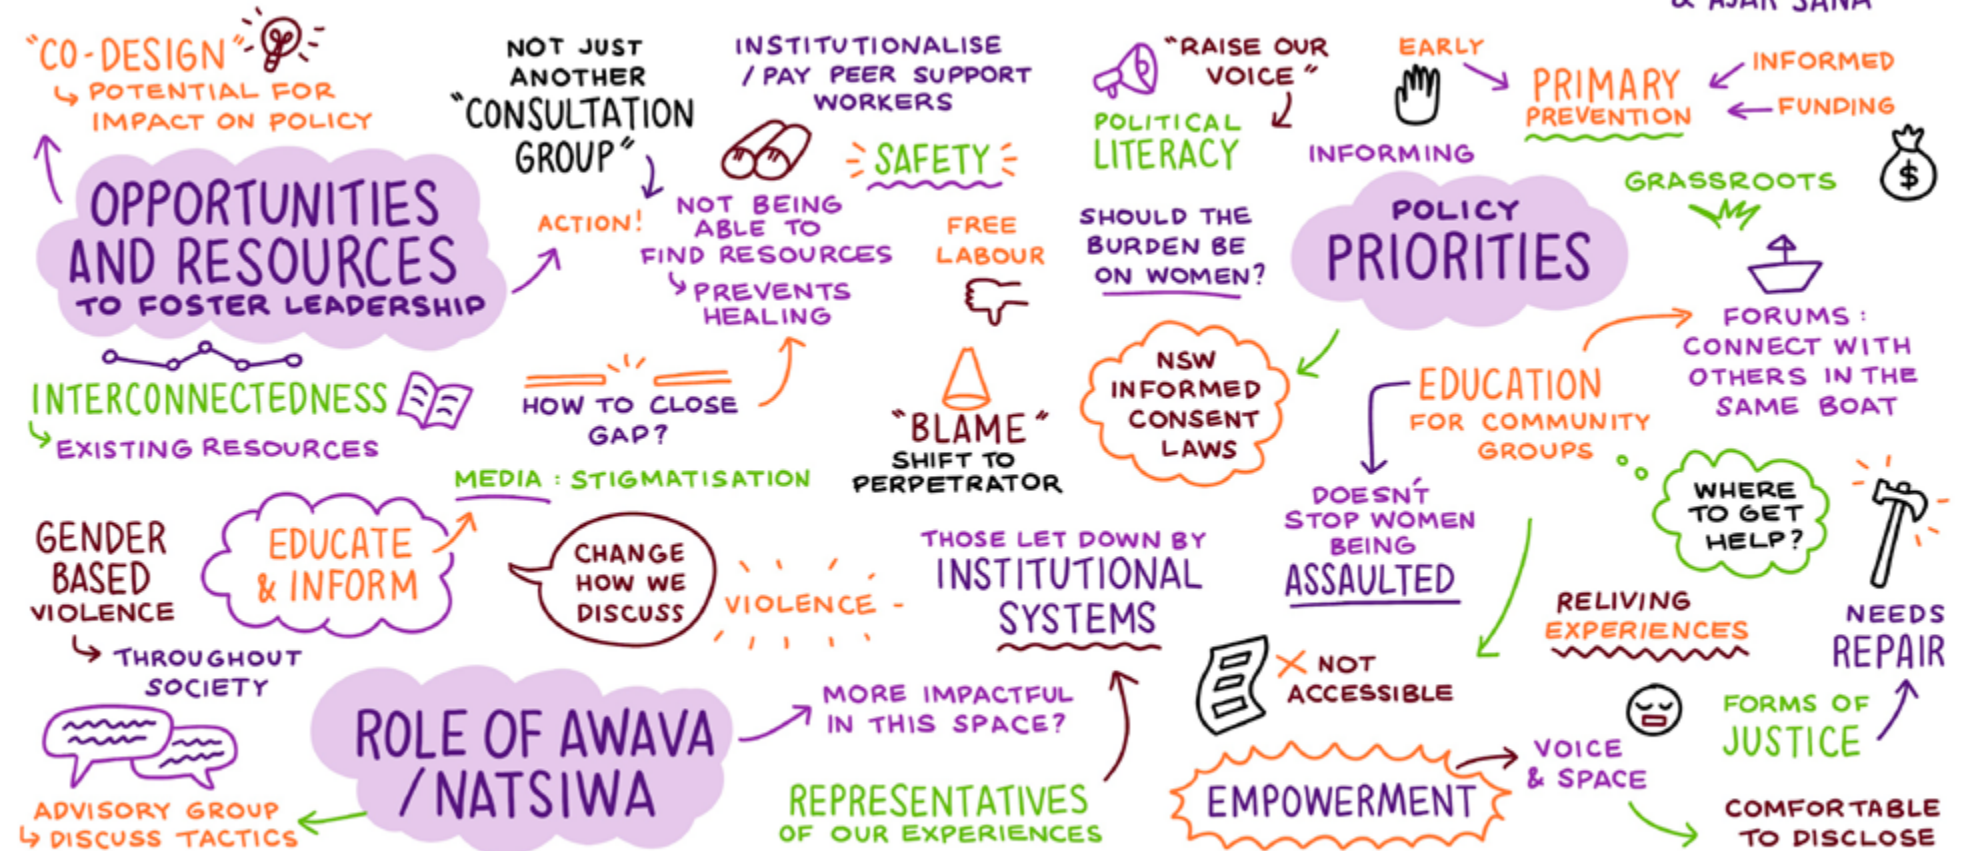 & AJAR SANA
"CO-DESIGN"
POTENTIAL FOR
IMPACT ON POLICY
OPPORTUNITIES
AND RESOURCES
TO FOSTER LEADERSHIP
INTERCONNECTEDNESS
EXISTING RESOURCES
NOT JUST
ANOTHER
"CONSULTATION
GROUP"
ACTION!
INSTITUTIONALISE
/ PAY PEER SUPPORT
WORKERS
SAFETY
NOT BEING
ABLE TO
FIND RESOURCES
PREVENTS
HEALING
HOW TO CLOSE
GAP?
FREE
LABOUR
"BLAME"
SHIFT TO
PERPETRATOR
MEDIA : STIGMATISATION
EDUCATE
& INFORM
GENDER
BASED
VIOLENCE
THROUGHOUT
SOCIETY
CHANGE
HOW WE
DISCUSS
VIOLENCE
ROLE OF AWAVA
/NATSIWA
ADVISORY GROUP
DISCUSS TACTICS
MORE IMPACTFUL
IN THIS SPACE?
REPRESENTATIVES
OF OUR EXPERIENCES
THOSE LET DOWN BY
INSTITUTIONAL
SYSTEMS
"RAISE OUR
VOICE"
POLITICAL
LITERACY
SHOULD THE
BURDEN BE
ON WOMEN?
EARLY
PRIMARY
PREVENTION
INFORMED
FUNDING
$
INFORMING
POLICY
PRIORITIES
GRASSROOTS
NSW
INFORMED
CONSENT
LAWS
EDUCATION
FOR COMMUNITY
GROUPS
FORUMS :
CONNECT WITH
OTHERS IN THE
SAME BOAT
DOESN'T
STOP WOMEN
BEING
ASSAULTED
WHERE
TO GET
HELP?
NOT
ACCESSIBLE
RELIVING
EXPERIENCES
NEEDS
REPAIR
FORMS OF
JUSTICE
EMPOWERMENT
VOICE
& SPACE
COMFORTABLE
TO DISCLOSE